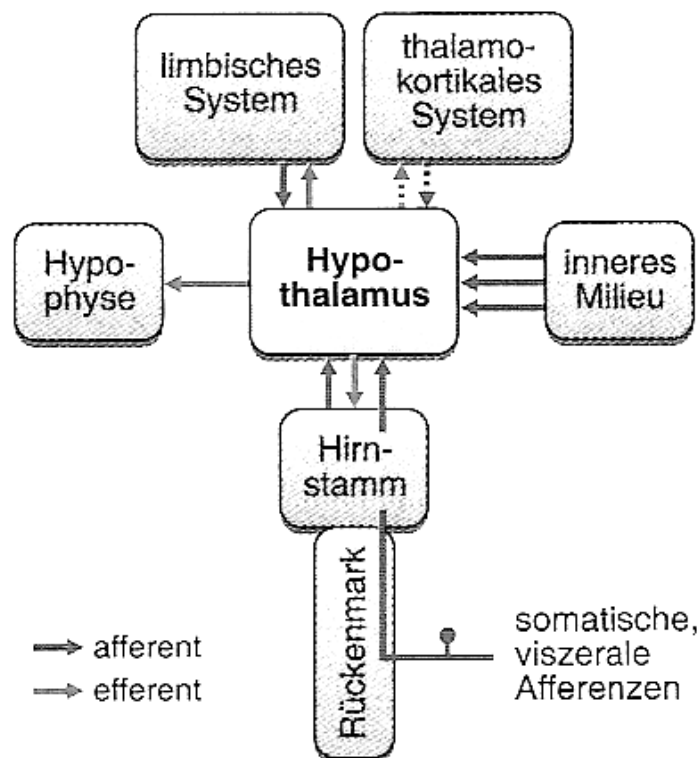 limbisches
System
thalamo-
kortikales
System
Hypo-
physe
Hypo-
thalamus
inneres
Milieu
Hirn-
stamm
Rückenmark
afferent
efferent
somatische,
viszerale
Afferenzen